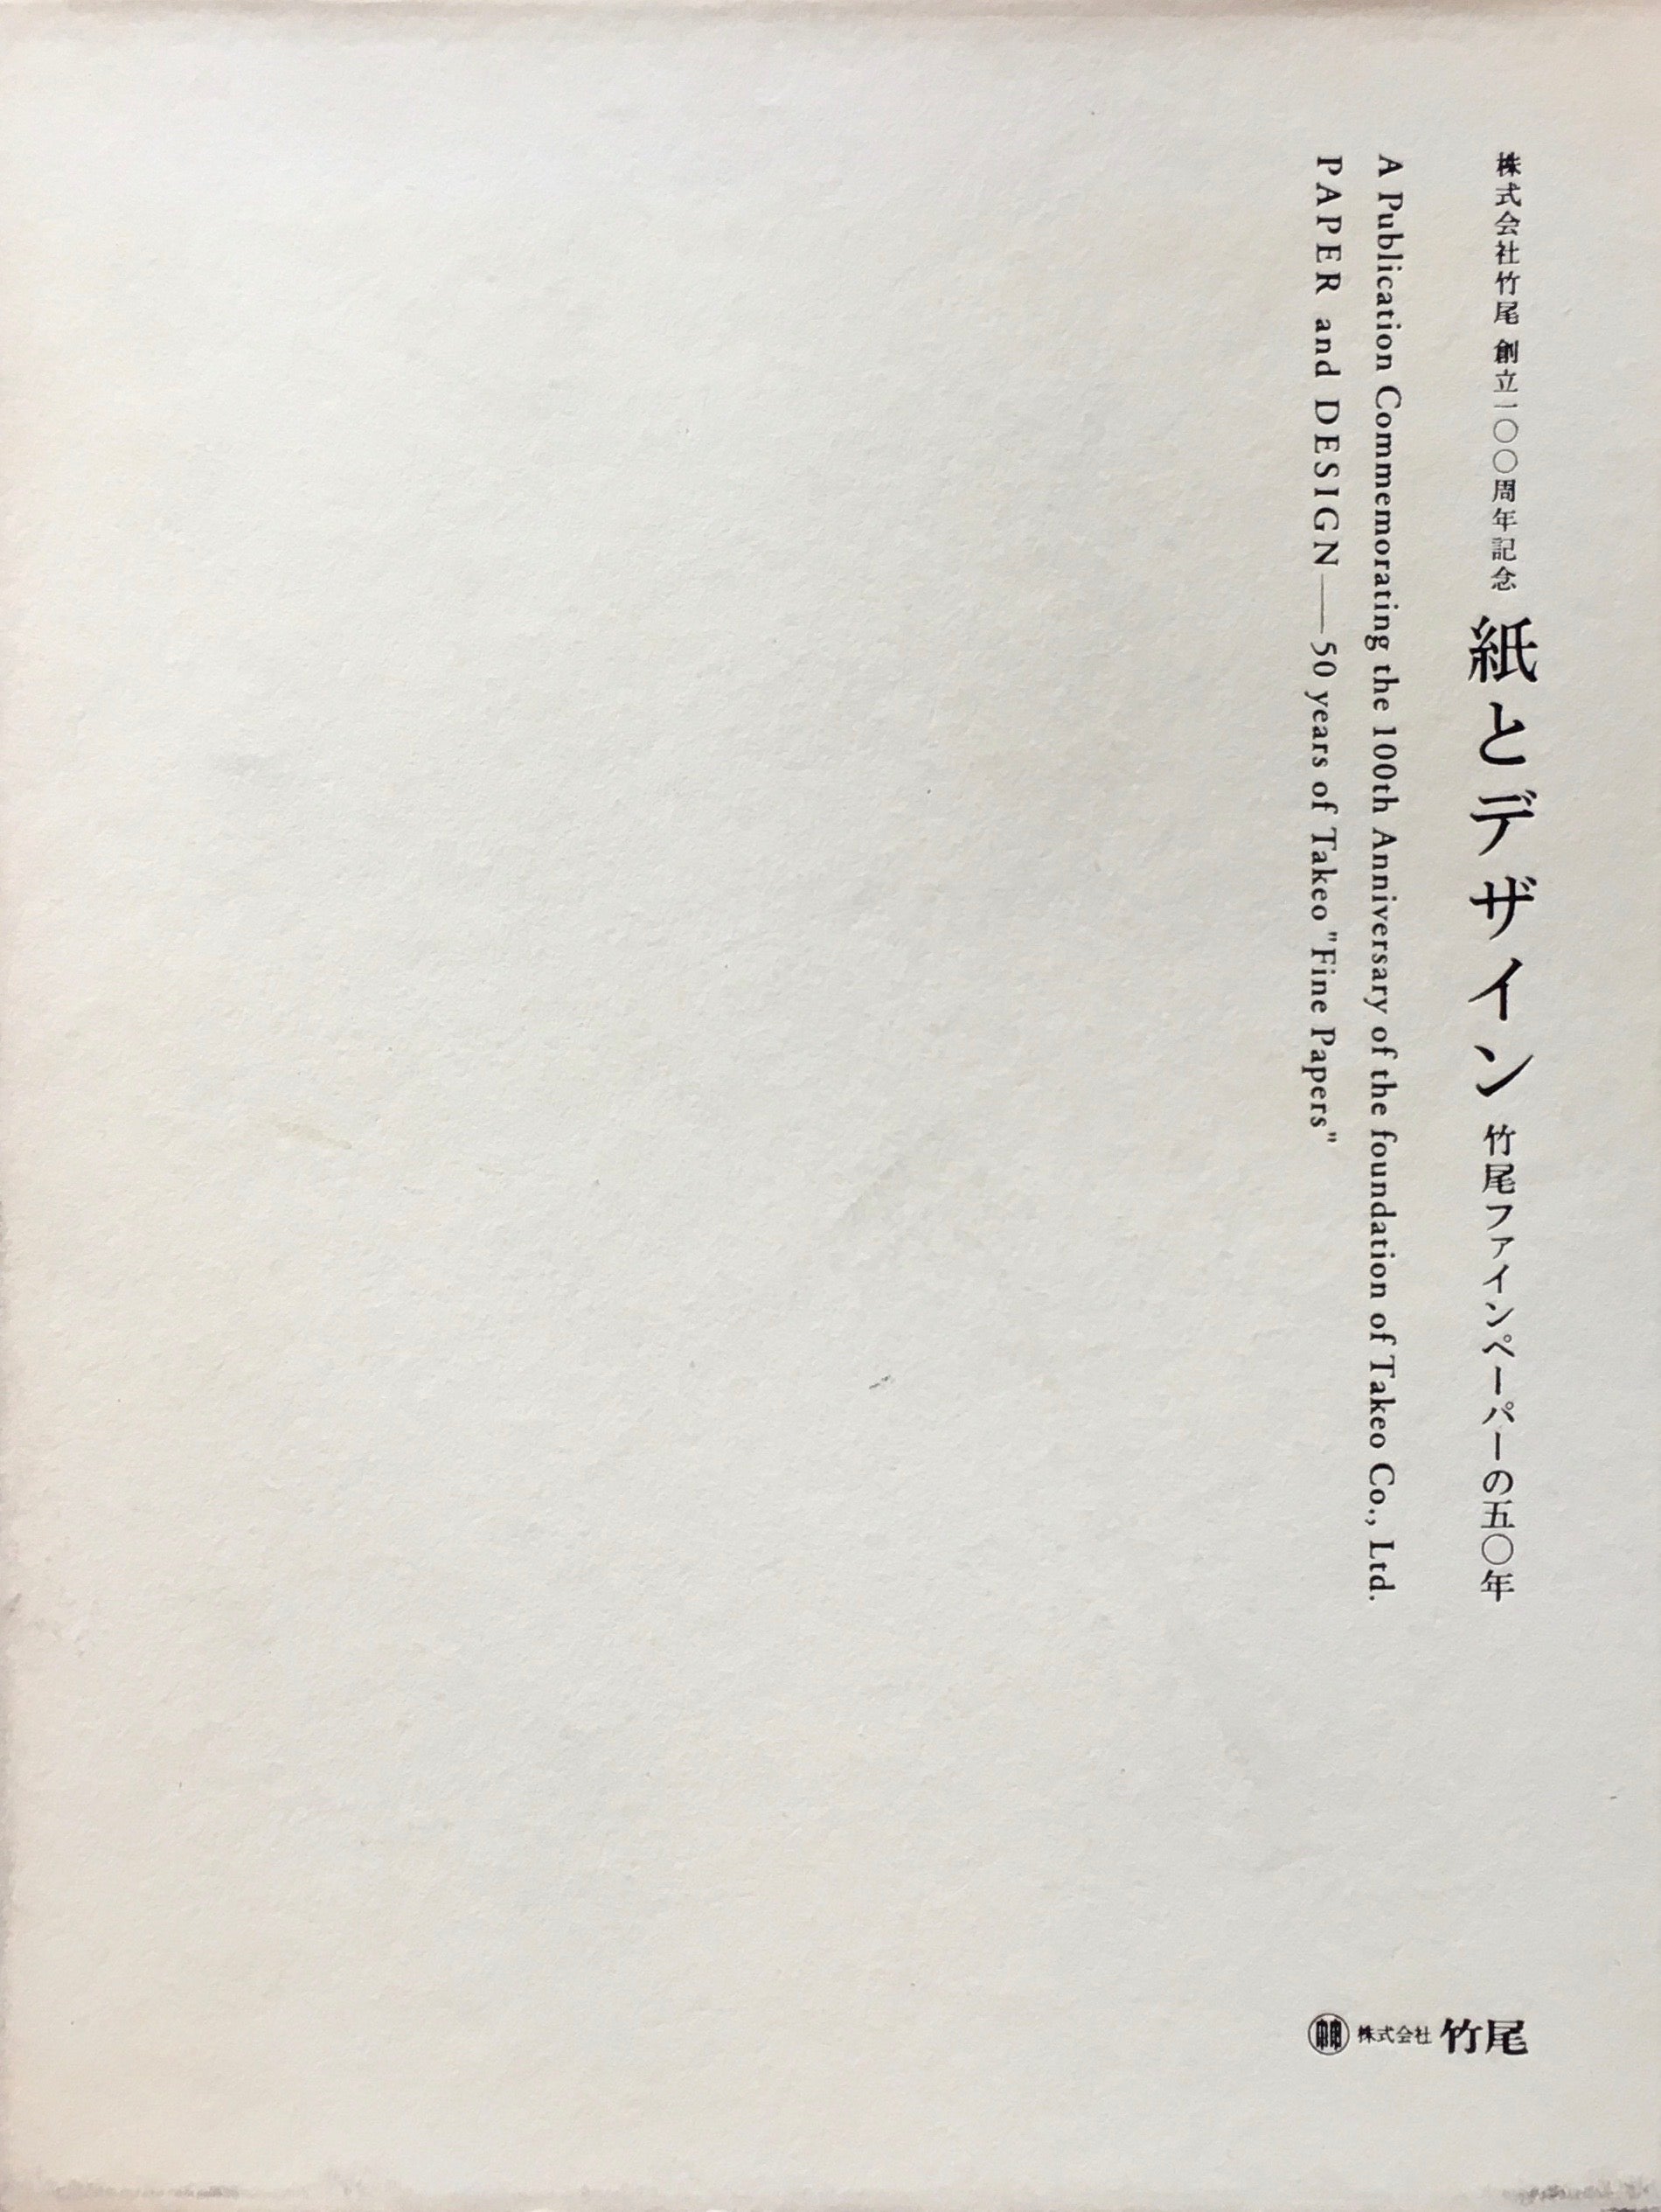 株式会社竹尾 創立一〇〇周年記念 紙とデザイン 竹尾ファインペーパーの五〇年
A Publication Commemorating the 100th Anniversary of the foundation of Takeo Co., Ltd.
PAPER and DESIGN——50 years of Takeo "Fine Papers"
株式会社 竹尾